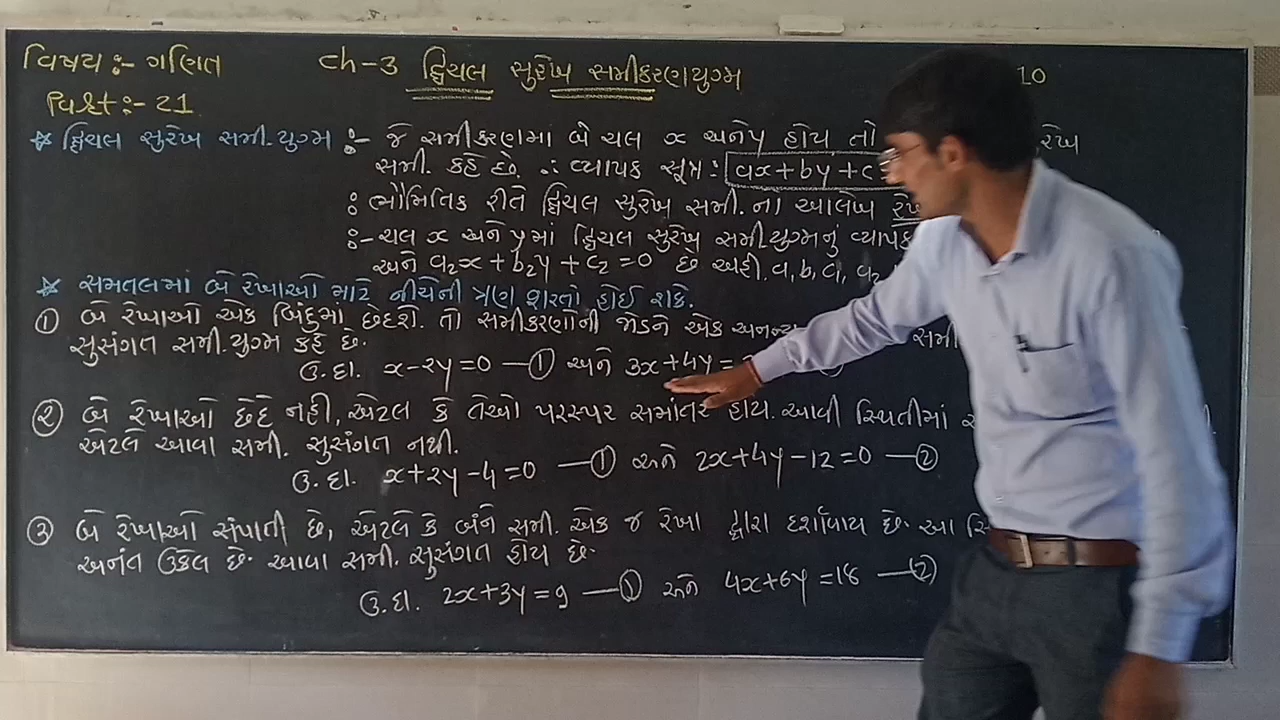 વિષય:- ગણિત ch-3 દ્વિચલ સુરેખ સમીકરણયુગ્મ 10
વિડિયો:- 21
* દ્વિચલ સુરેખ સમી.યુગ્મ :- જે સમીકરણમાં બે ચલ x અને y હોય તો રેખ
સમી. કહે છે. ∴ વ્યાપક સૂત્ર : ax+by+c
: ભૌમિતિક રીતે દ્વિચલ સુરેખ સમી. ના આલેખ
:- ચલ x અને y માં દ્વિચલ સુરેખ સમી.યુગ્મનું વ્યાપક
અને a₂x + b₂y + c₂ = 0 છે અહી, a₁ b₁ c₁, a₂
* સમતલમાં બે રેખાઓ માટે નીચેની ત્રણ શરતો હોઈ શકે.
① બે રેખાઓ એક બિંદુમાં છેદશે. તો સમીકરણોની જોડને એક અનન્ય સમી
સુસંગત સમી.યુગ્મ કહે છે.
ઉ.દા. x-2y=0 —① અને 3x+4y=
② બે રેખાઓ છેદે નહી, એટલે કે તેઓ પરસ્પર સમાંતર હોય. આવી સ્થિતીમાં
એટલે આવા સમી. સુસંગત નથી.
ઉ.દા. x+2y-4=0 —① અને 2x+4y-12=0 —②
③ બે રેખાઓ સંપાતી છે, એટલે કે બંને સમી. એક જ રેખા દ્વારા દર્શાવાય છે. આ
અનંત ઉકેલ છે. આવા સમી. સુસંગત હોય છે.
ઉ.દા. 2x+3y=9 —① અને 4x+6y=18 —②